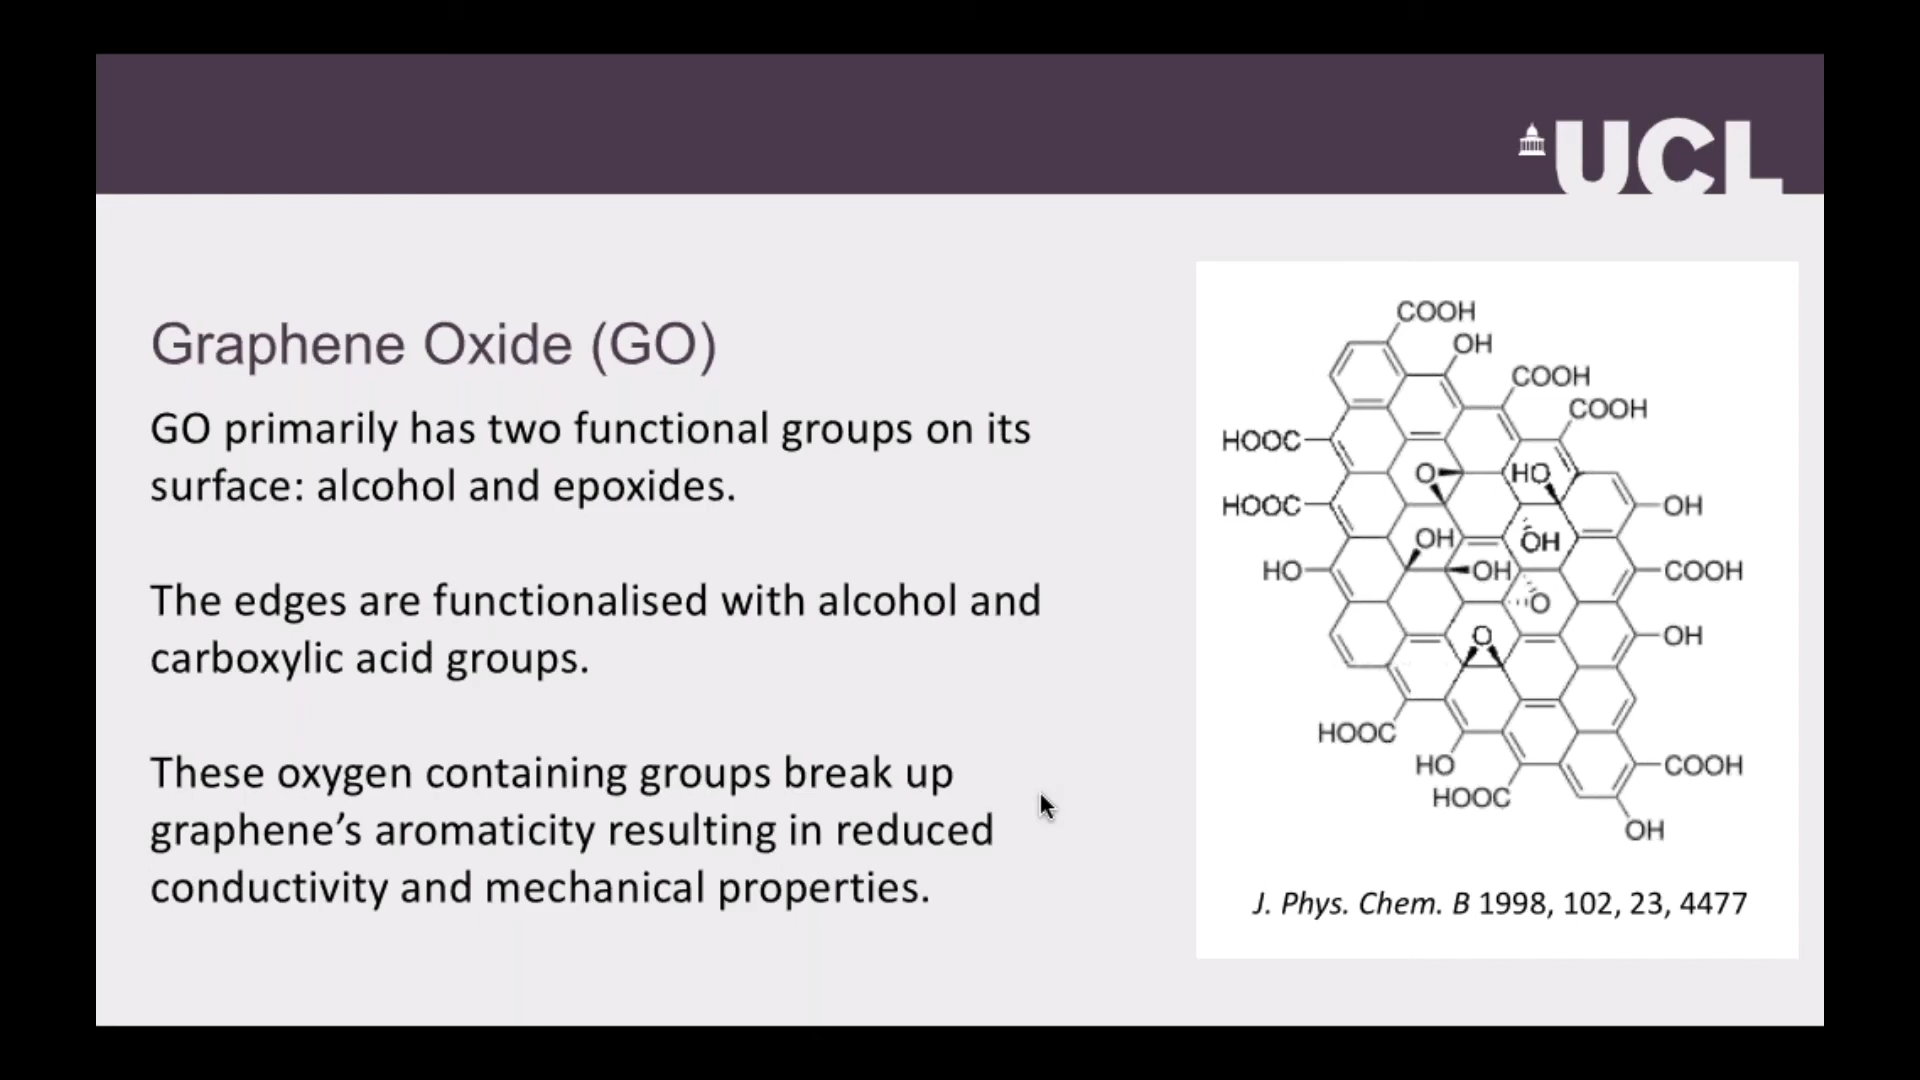 UCL
Graphene Oxide (GO)
GO primarily has two functional groups on its
surface: alcohol and epoxides.
The edges are functionalised with alcohol and
carboxylic acid groups.
These oxygen containing groups break up
graphene’s aromaticity resulting in reduced
conductivity and mechanical properties.
COOH
OH
COOH
COOH
HOOC
O
HO
HOOC
OH
OH
OH
HO
OH
COOH
O
O
OH
HOOC
HO
COOH
HOOC
OH
J. Phys. Chem. B 1998, 102, 23, 4477